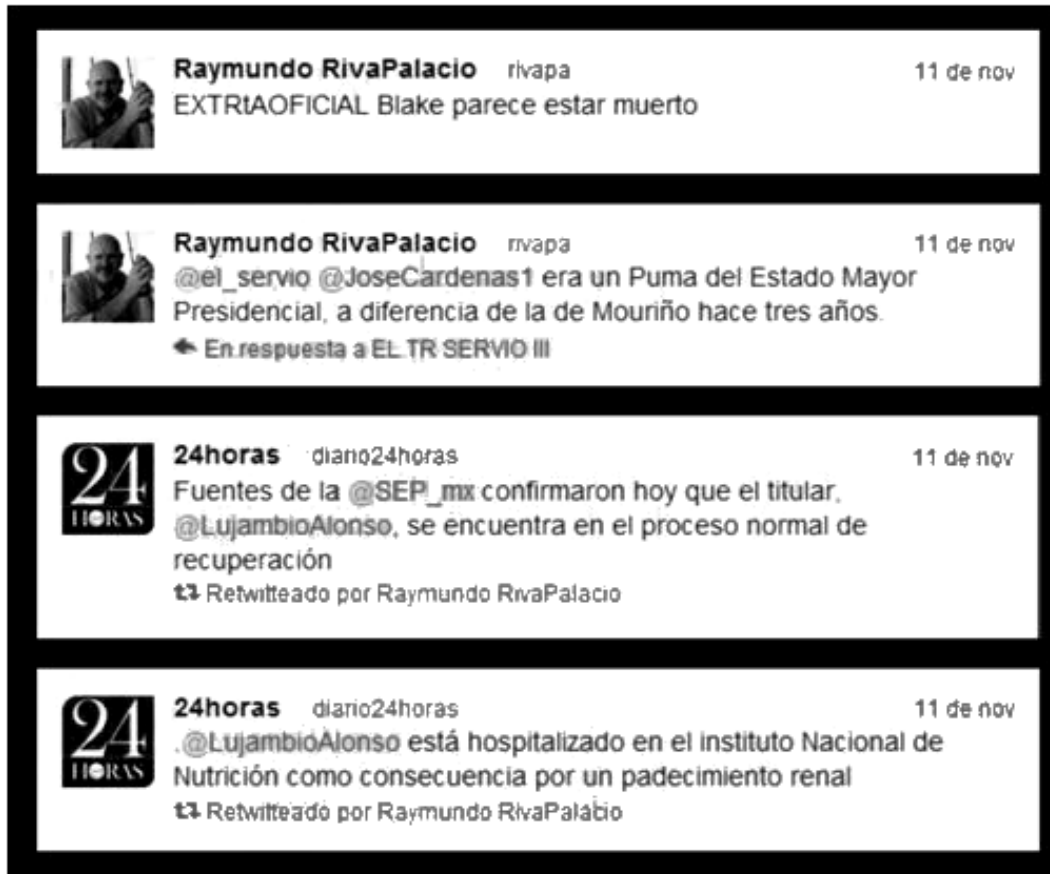 Raymundo RivaPalacio rivapa 11 de nov
EXTRtAOFICIAL Blake parece estar muerto
Raymundo RivaPalacio rivapa 11 de nov
@el_servio @JoseCardenas1 era un Puma del Estado Mayor
Presidencial, a diferencia de la de Mouriño hace tres años.
En respuesta a EL TR SERVIO III
24horas diario24horas 11 de nov
24
HORAS
Fuentes de la @SEP_mx confirmaron hoy que el titular,
@LujambioAlonso, se encuentra en el proceso normal de
recuperación
Retwitteado por Raymundo RivaPalacio
24horas diario24horas 11 de nov
24
HORAS
.@LujambioAlonso está hospitalizado en el instituto Nacional de
Nutrición como consecuencia por un padecimiento renal
Retwitteado por Raymundo RivaPalacio